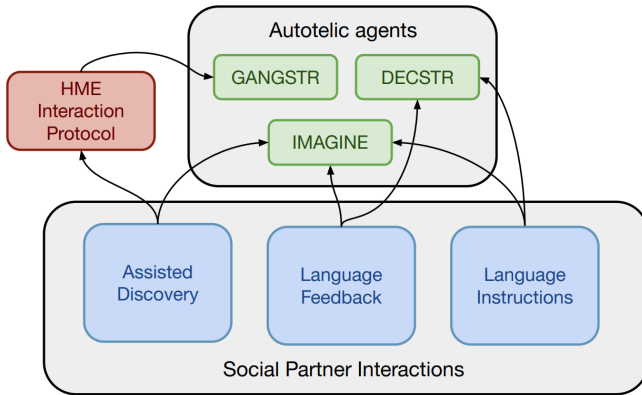 Autotelic agents
GANGSTR
DECSTR
HME
Interaction
Protocol
IMAGINE
Assisted
Discovery
Language
Feedback
Language
Instructions
Social Partner Interactions